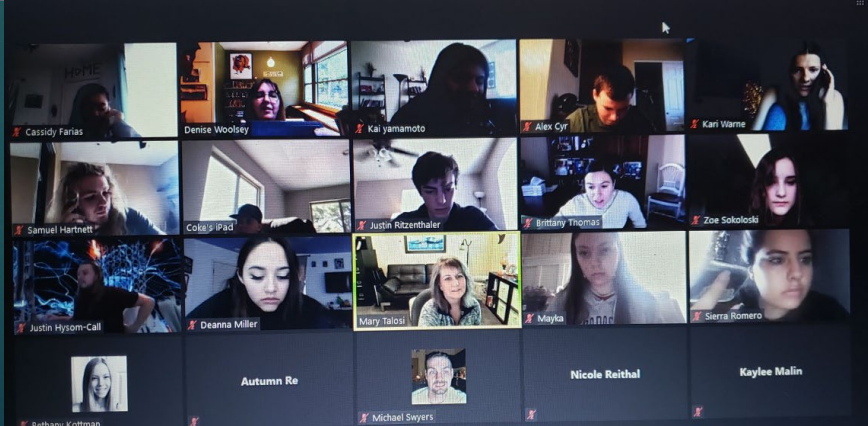 HOME
Cassidy Farias
Denise Woolsey
Kai yamamoto
Alex Cyr
Kari Warne
Samuel Hartnett
Coke's iPad
Justin Ritzenthaler
Brittany Thomas
Zoe Sokoloski
Justin Hysom-Call
Deanna Miller
Mary Talosi
Mayka
Sierra Romero
Bethany Kottman
Autumn Re
Michael Swyers
Nicole Reithal
Kaylee Malin